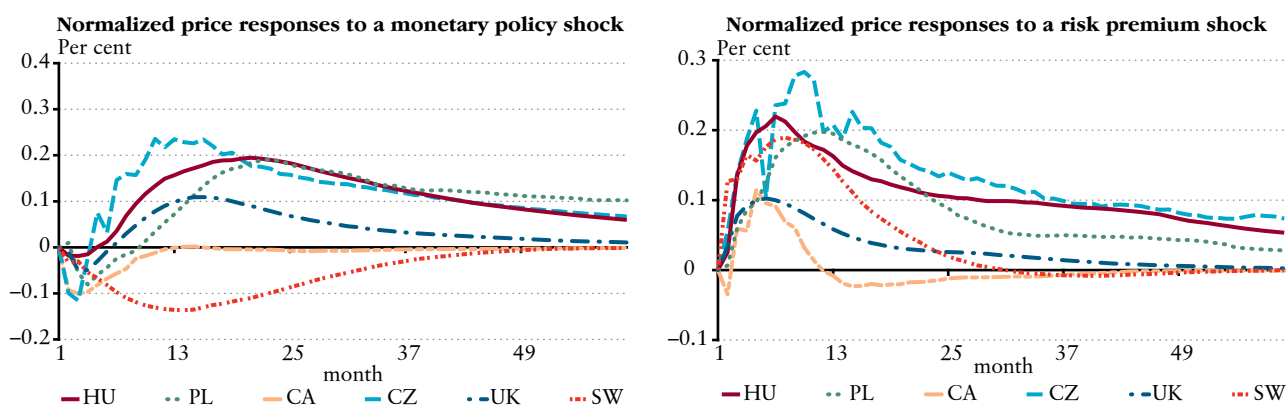 Normalized price responses to a monetary policy shock
Per cent
0.4
0.3
0.2
0.1
0
–0.1
–0.2
1 13 25 37 49
month
HU PL CA CZ UK SW
Normalized price responses to a risk premium shock
Per cent
0.3
0.2
0.1
0
–0.1
1 13 25 37 49
month
HU PL CA CZ UK SW